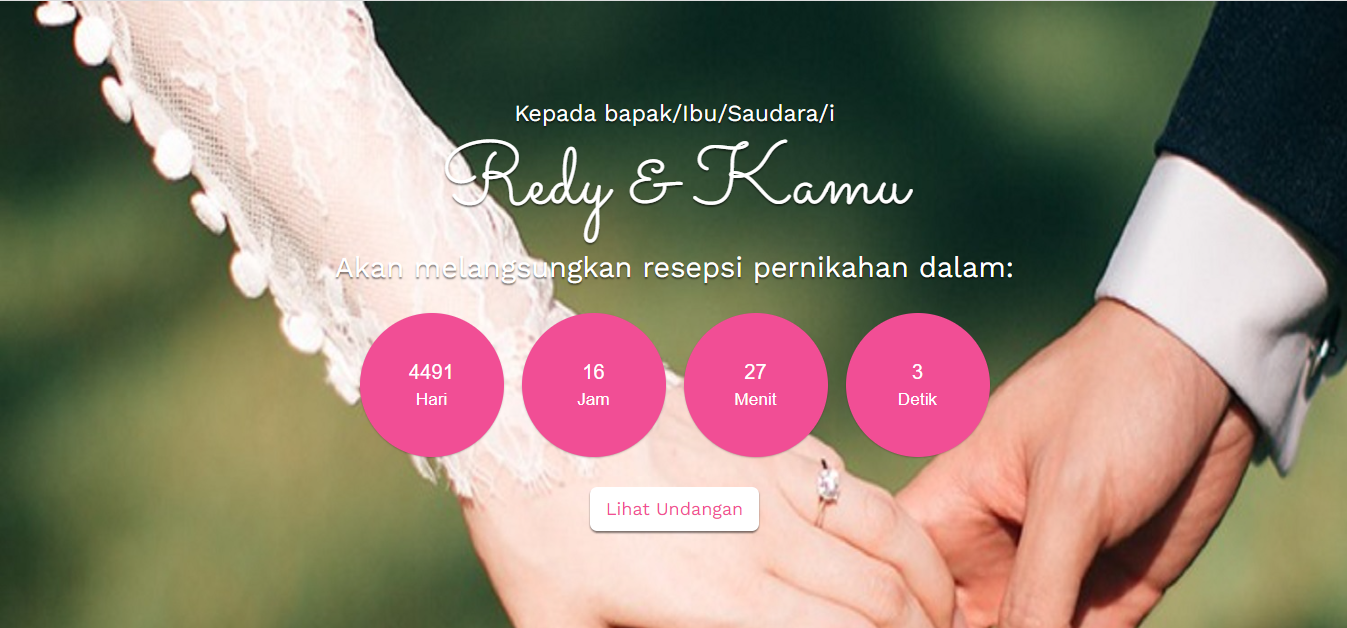 Kepada bapak/Ibu/Saudara/i
Redy & Kamu
Akan melangsungkan resepsi pernikahan dalam:
4491 16 27 3
Hari Jam Menit Detik
Lihat Undangan